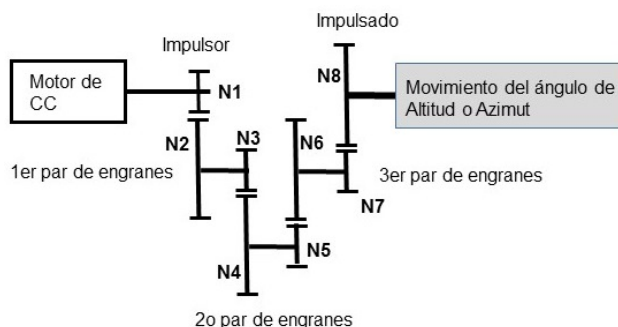 Impulsor
Impulsado
Motor de
CC
N1
N8
Movimiento del ángulo de
Altitud o Azimut
N2
N3
N6
1er par de engranes
3er par de engranes
N7
N4
N5
2o par de engranes